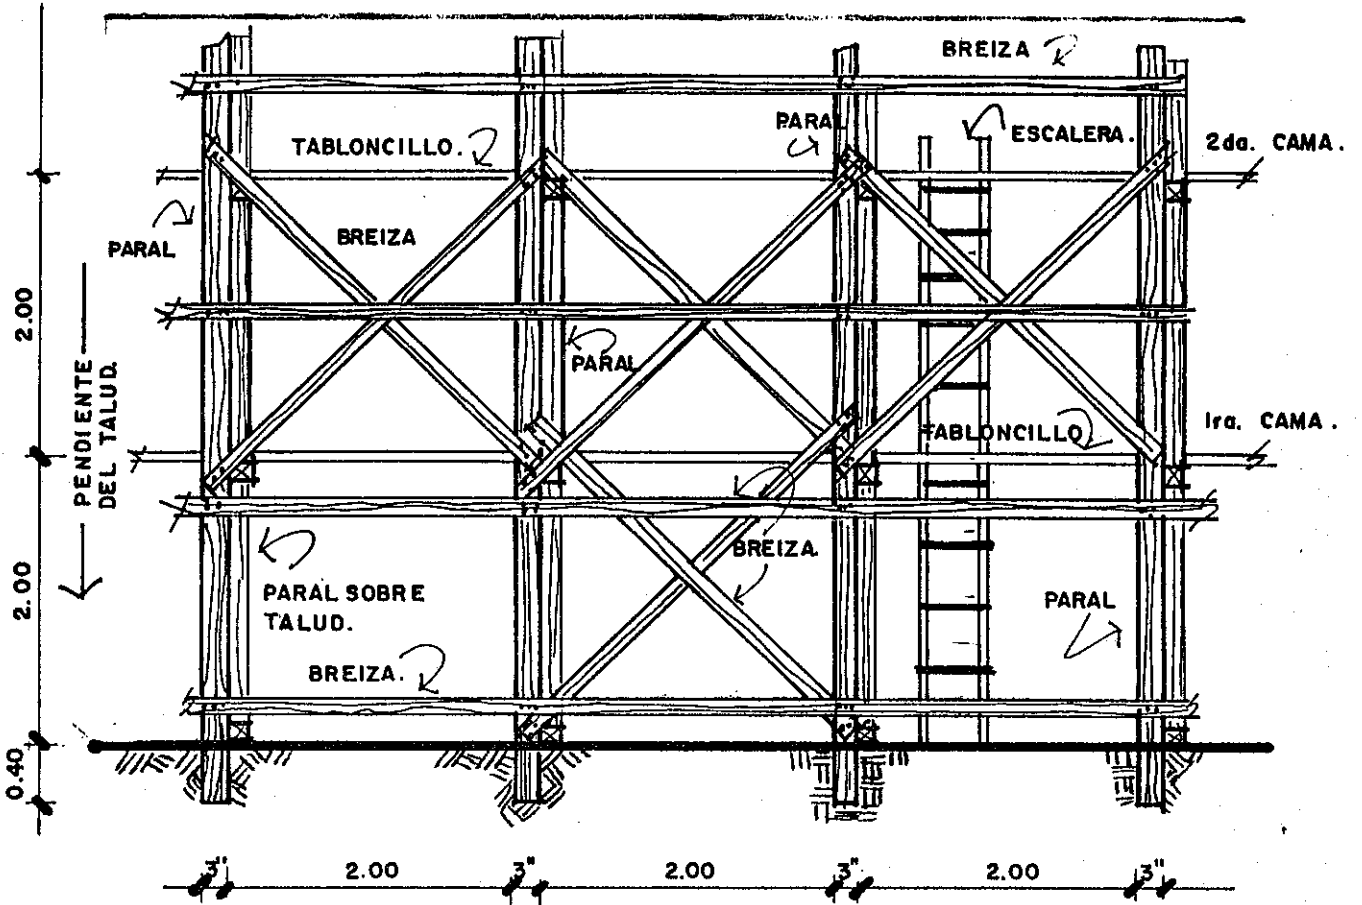 BREIZA
PARAL
ESCALERA.
TABLONCILLO.
2da. CAMA.
PARAL
BREIZA
2.00
PENDIENTE
DEL TALUD.
PARAL
1ra. CAMA.
TABLONCILLO
BREIZA.
2.00
PARAL SOBRE
TALUD.
PARAL
BREIZA.
0.40
3" 2.00 3" 2.00 3" 2.00 3"